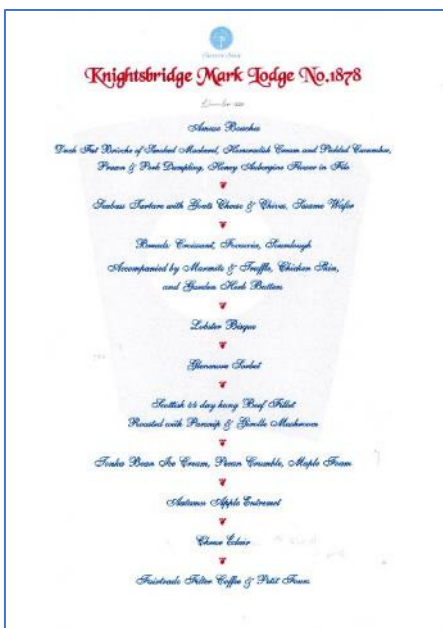 Knightsbridge Mark Lodge No.1878
Amuse Bouche
Duck Fat Brioche of Smoked Mackerel, Horseradish Cream and Pickled Cucumber,
Prawn & Pork Dumpling, Honey Aubergine Flower in Filo
Seabass Tartare with Goats Cheese & Chives, Sesame Wafer
Breads: Croissant, Focaccia, Sourdough
Accompanied by Marmite & Truffle, Chicken Skin,
and Garden Herb Butters
Lobster Bisque
Glenmore Sorbet
Scottish 44 day hung Beef Fillet
Roasted with Parsnip & Girolle Mushroom
Tonka Bean Ice Cream, Pecan Crumble, Maple Foam
Autumn Apple Entremet
Cheese Eclair
Fairtrade Filter Coffee & Petit Fours